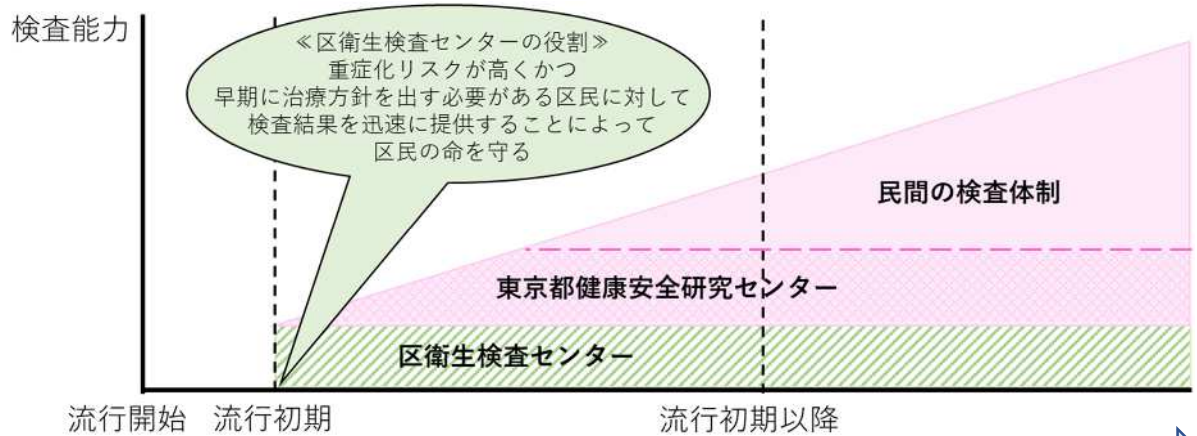 検査能力
≪区衛生検査センターの役割≫
重症化リスクが高くかつ
早期に治療方針を出す必要がある区民に対して
検査結果を迅速に提供することによって
区民の命を守る
民間の検査体制
東京都健康安全研究センター
区衛生検査センター
流行開始 流行初期 流行初期以降